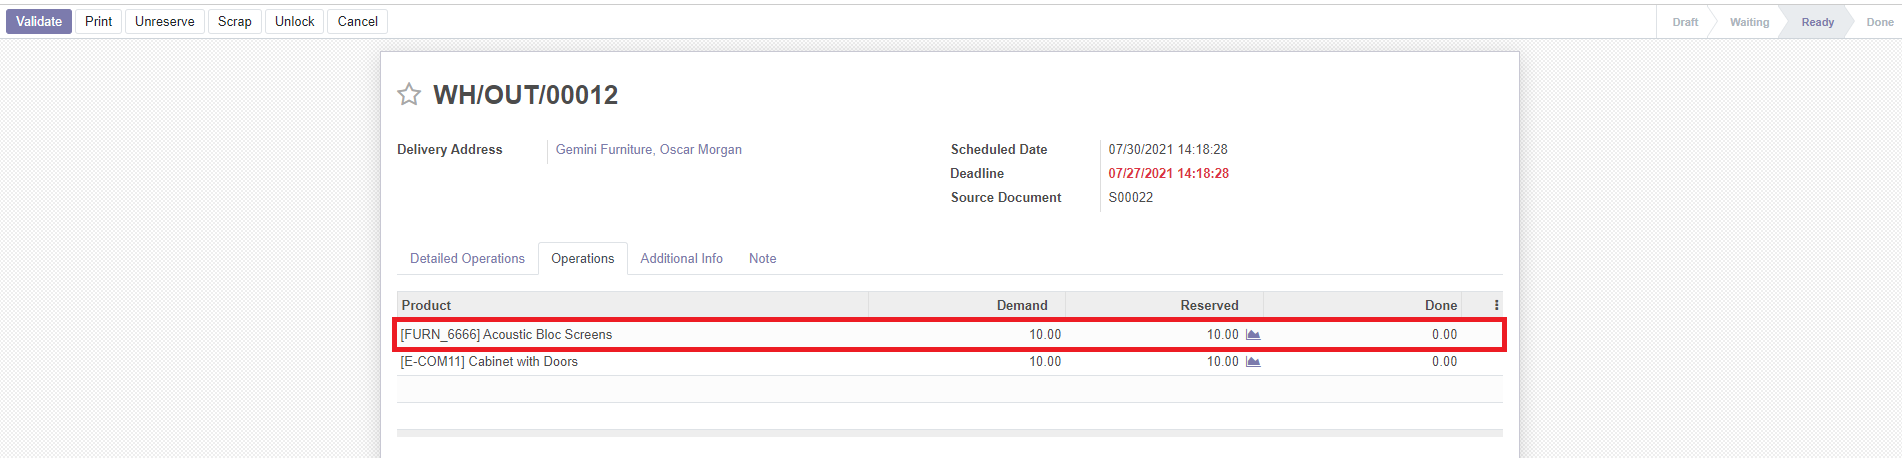 Validate Print Unreserve Scrap Unlock Cancel Draft Waiting Ready Done
WH/OUT/00012
Delivery Address Gemini Furniture, Oscar Morgan Scheduled Date 07/30/2021 14:18:28
Deadline 07/27/2021 14:18:28
Source Document S00022
Detailed Operations Operations Additional Info Note
Product Demand Reserved Done
[FURN_6666] Acoustic Bloc Screens 10.00 10.00 0.00
[E-COM11] Cabinet with Doors 10.00 10.00 0.00